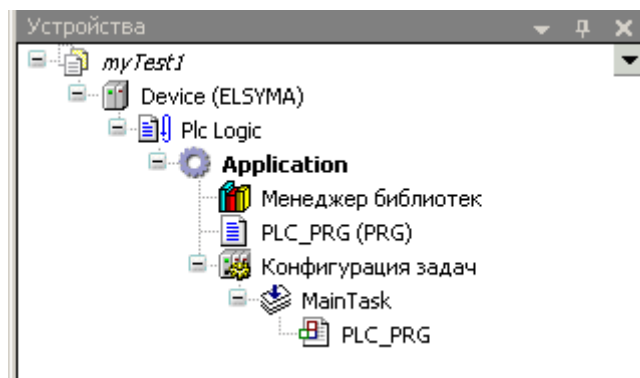 Устройства
myTest1
Device (ELSYMA)
Plc Logic
Application
Менеджер библиотек
PLC_PRG (PRG)
Конфигурация задач
MainTask
PLC_PRG